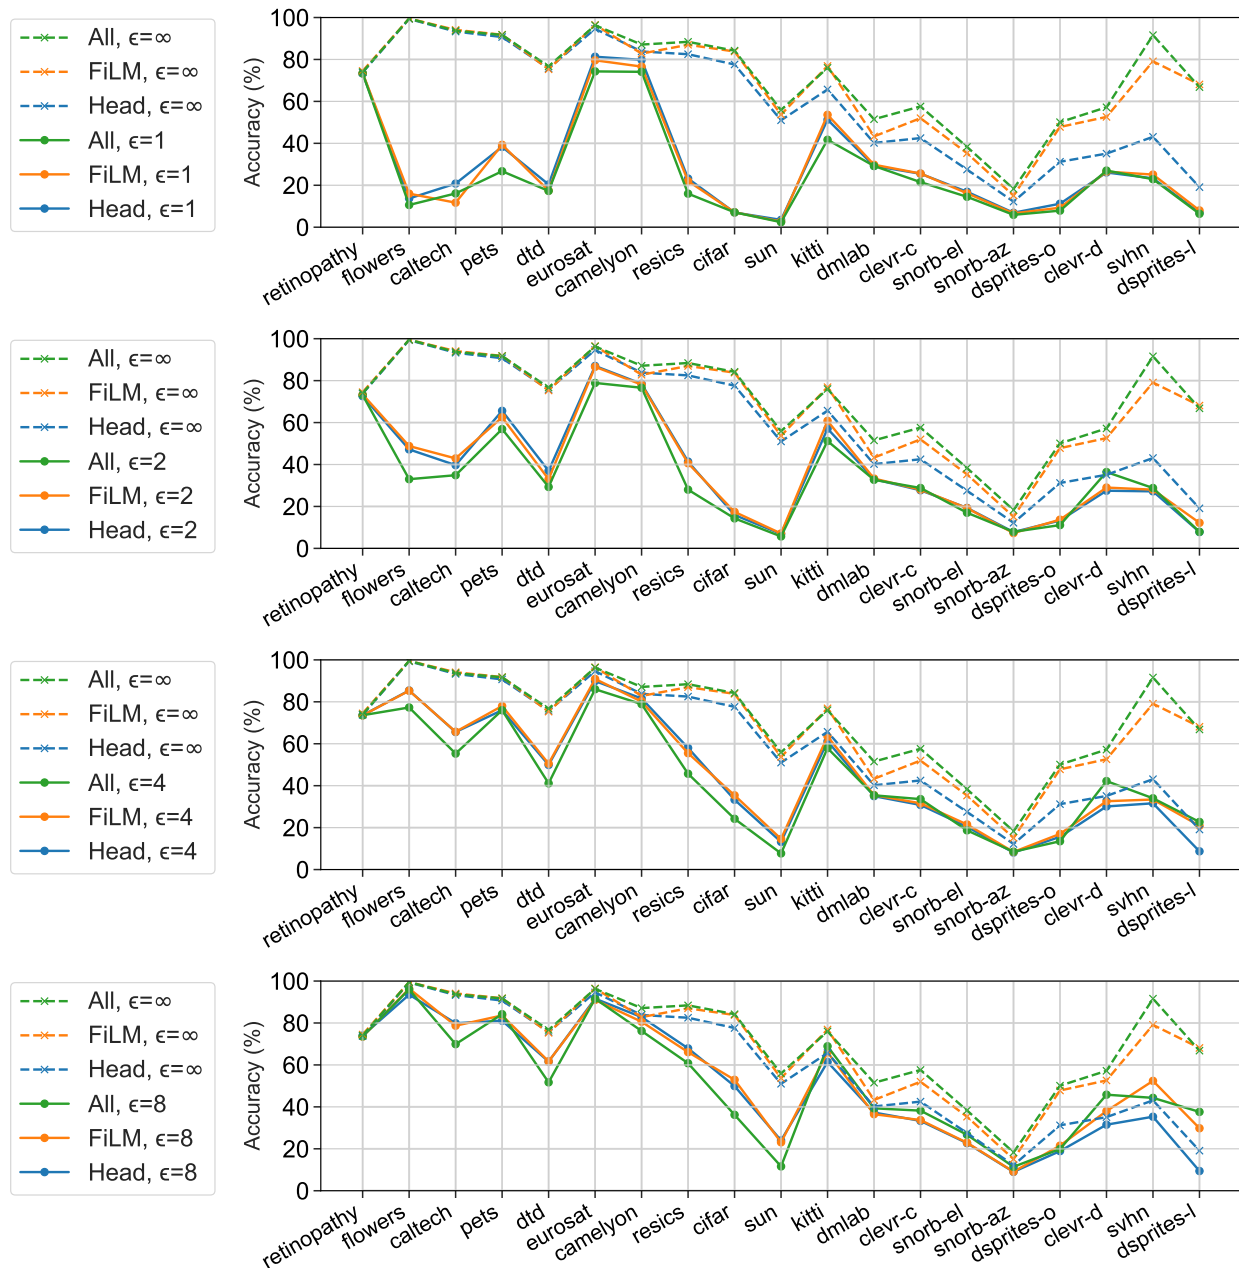 All, ϵ=∞
FiLM, ϵ=∞
Head, ϵ=∞
All, ϵ=1
FiLM, ϵ=1
Head, ϵ=1
Accuracy (%)
100
80
60
40
20
0
retinopathy
flowers
caltech
pets
dtd
eurosat
camelyon
resics
cifar
sun
kitti
dmlab
clevr-c
snorb-el
snorb-az
dsprites-o
clevr-d
svhn
dsprites-l
All, ϵ=∞
FiLM, ϵ=∞
Head, ϵ=∞
All, ϵ=2
FiLM, ϵ=2
Head, ϵ=2
Accuracy (%)
100
80
60
40
20
0
retinopathy
flowers
caltech
pets
dtd
eurosat
camelyon
resics
cifar
sun
kitti
dmlab
clevr-c
snorb-el
snorb-az
dsprites-o
clevr-d
svhn
dsprites-l
All, ϵ=∞
FiLM, ϵ=∞
Head, ϵ=∞
All, ϵ=4
FiLM, ϵ=4
Head, ϵ=4
Accuracy (%)
100
80
60
40
20
0
retinopathy
flowers
caltech
pets
dtd
eurosat
camelyon
resics
cifar
sun
kitti
dmlab
clevr-c
snorb-el
snorb-az
dsprites-o
clevr-d
svhn
dsprites-l
All, ϵ=∞
FiLM, ϵ=∞
Head, ϵ=∞
All, ϵ=8
FiLM, ϵ=8
Head, ϵ=8
Accuracy (%)
100
80
60
40
20
0
retinopathy
flowers
caltech
pets
dtd
eurosat
camelyon
resics
cifar
sun
kitti
dmlab
clevr-c
snorb-el
snorb-az
dsprites-o
clevr-d
svhn
dsprites-l